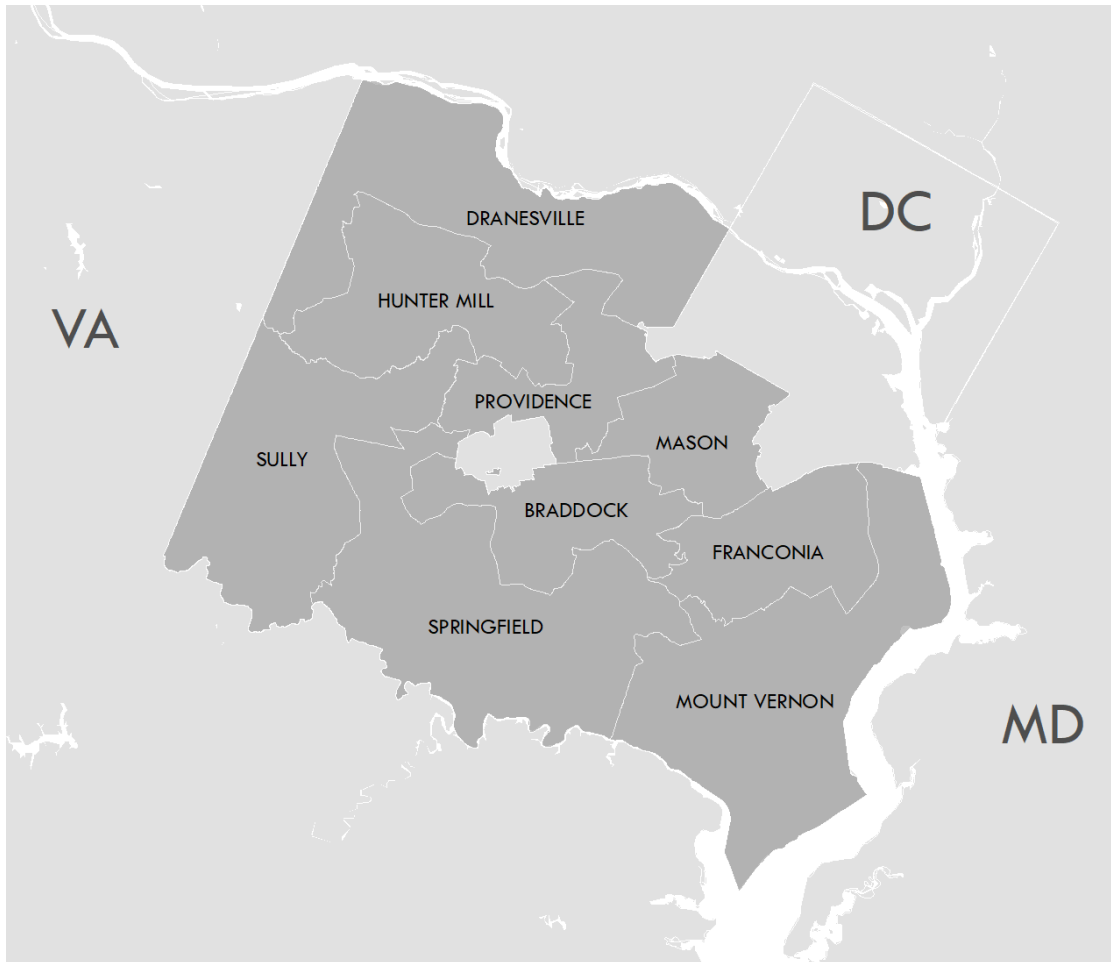 DRANESVILLE
DC
HUNTER MILL
VA
PROVIDENCE
MASON
SULLY
BRADDOCK
FRANCONIA
SPRINGFIELD
MOUNT VERNON
MD